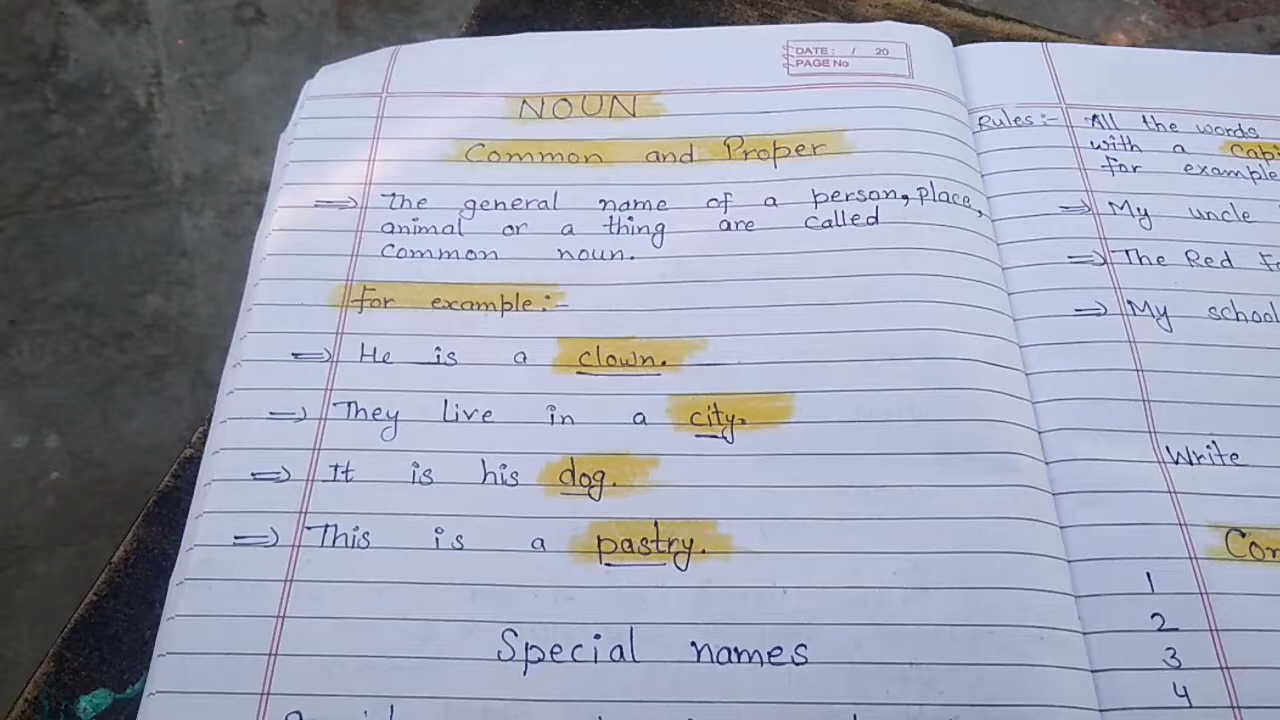 DATE: / 20
PAGE No
NOUN
Common and Proper
⇒ The general name of a person, place,
animal or a thing are called
common noun.
for example:-
⇒ He is a clown.
⇒ They live in a city.
⇒ It is his dog.
⇒ This is a pastry.
Special names
Rules:- All the words
with a
for example
⇒ My uncle
⇒ The Red
⇒ My school
Write
1
2
3
4